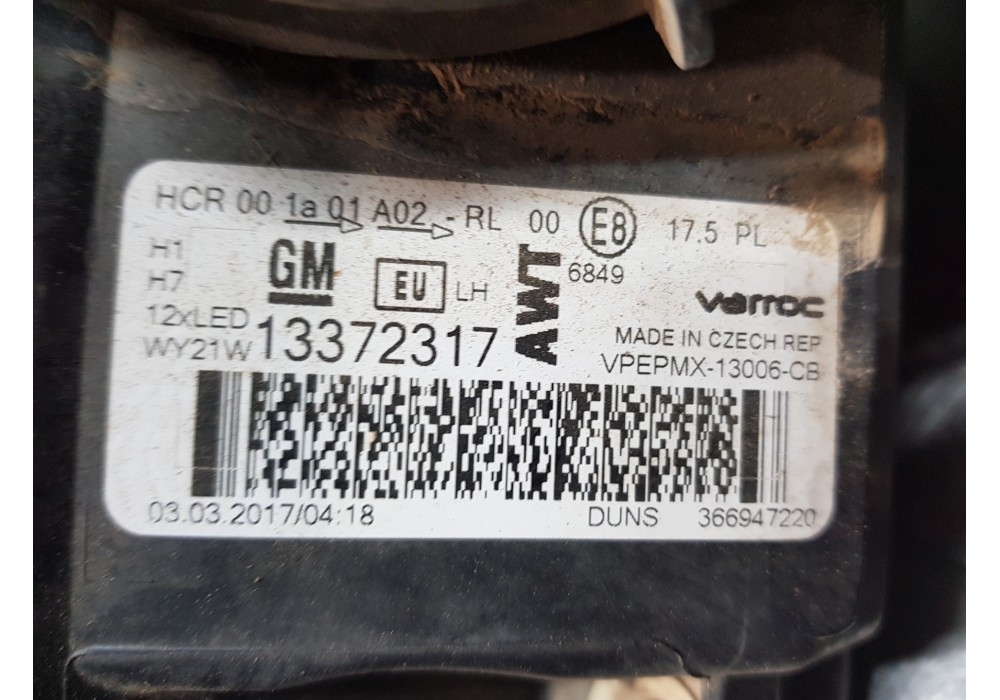 HCR 00 1a 01 A02 - RL 00 E8 17.5 PL
6849
H1
H7
12xLED
WY21W
GM EU LH
13372317
AWT
varroc
MADE IN CZECH REP
VPEPMX-13006-CB
03.03.2017/04:18 DUNS 366947220